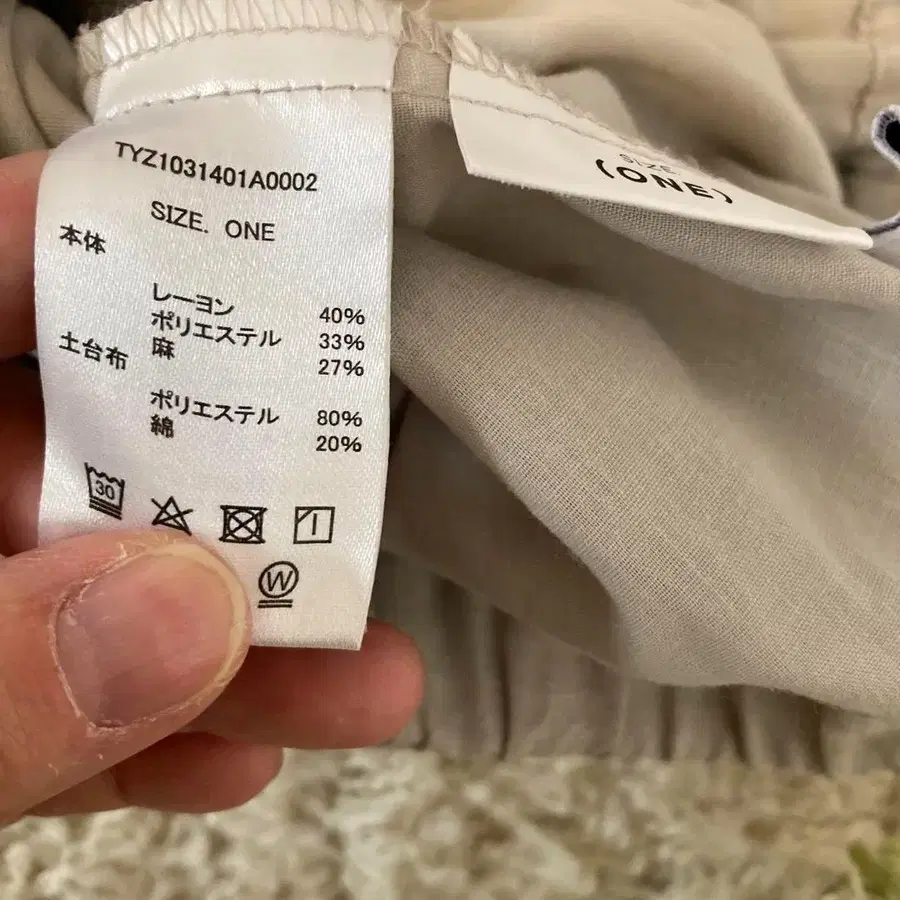 TYZ1031401A0002
SIZE. ONE
本体
レーヨン 40%
ポリエステル 33%
麻 27%
土台布
ポリエステル 80%
綿 20%
30
W
SIZE.
(ONE)